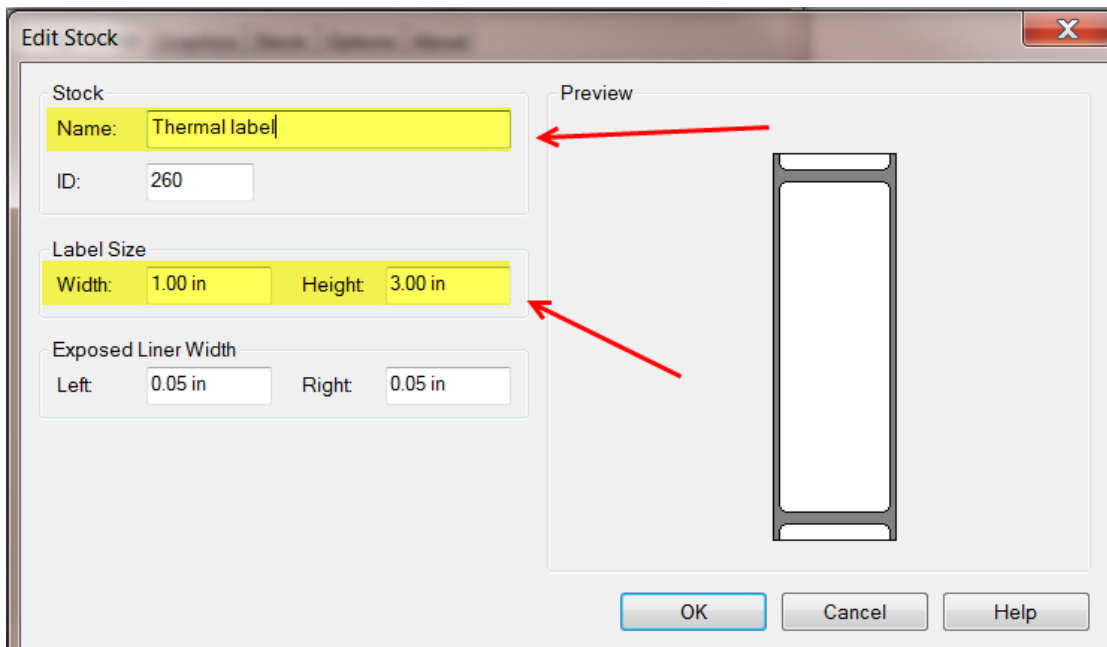 Edit Stock
Stock
Name: Thermal label
ID: 260
Label Size
Width: 1.00 in Height: 3.00 in
Exposed Liner Width
Left: 0.05 in Right: 0.05 in
Preview
OK Cancel Help